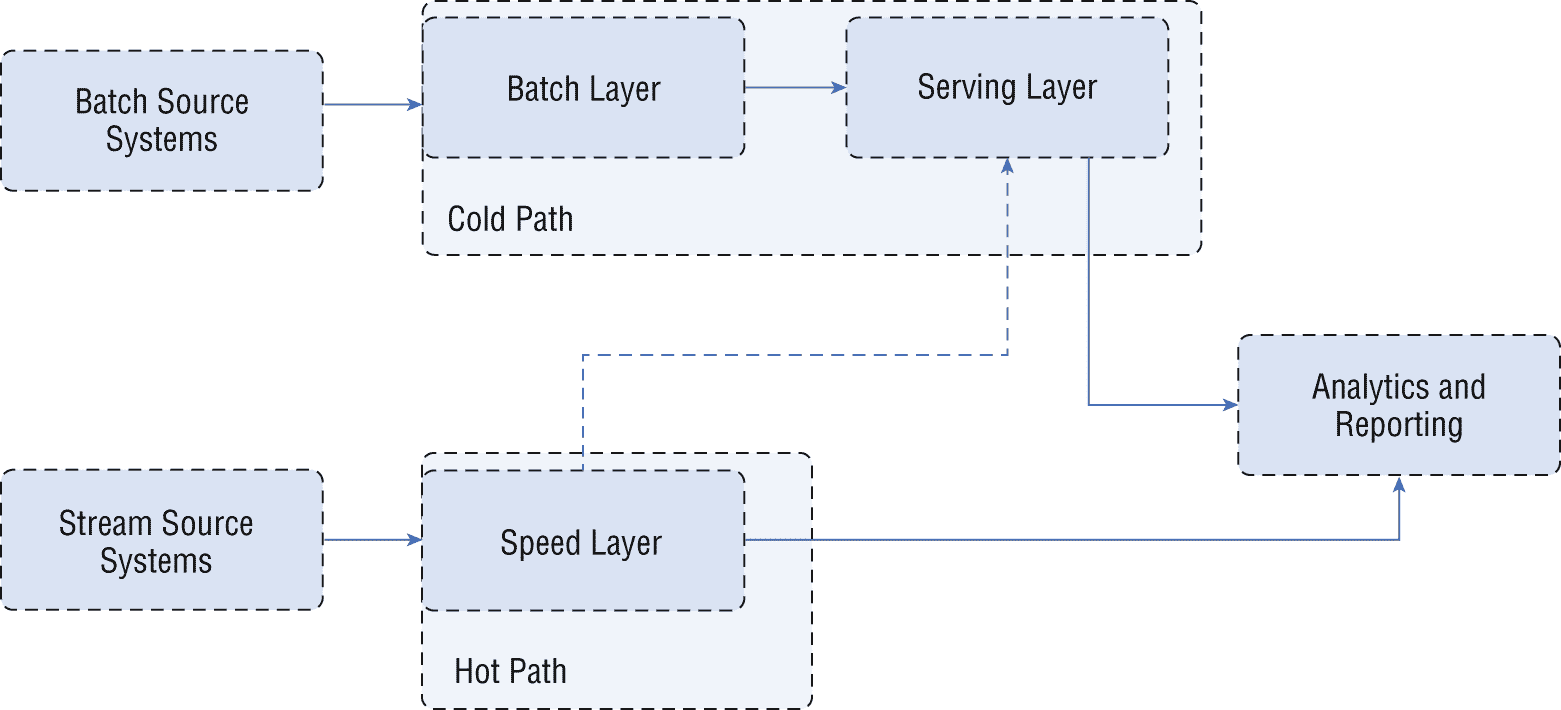 Batch Source
Systems
Batch Layer
Serving Layer
Cold Path
Analytics and
Reporting
Stream Source
Systems
Speed Layer
Hot Path